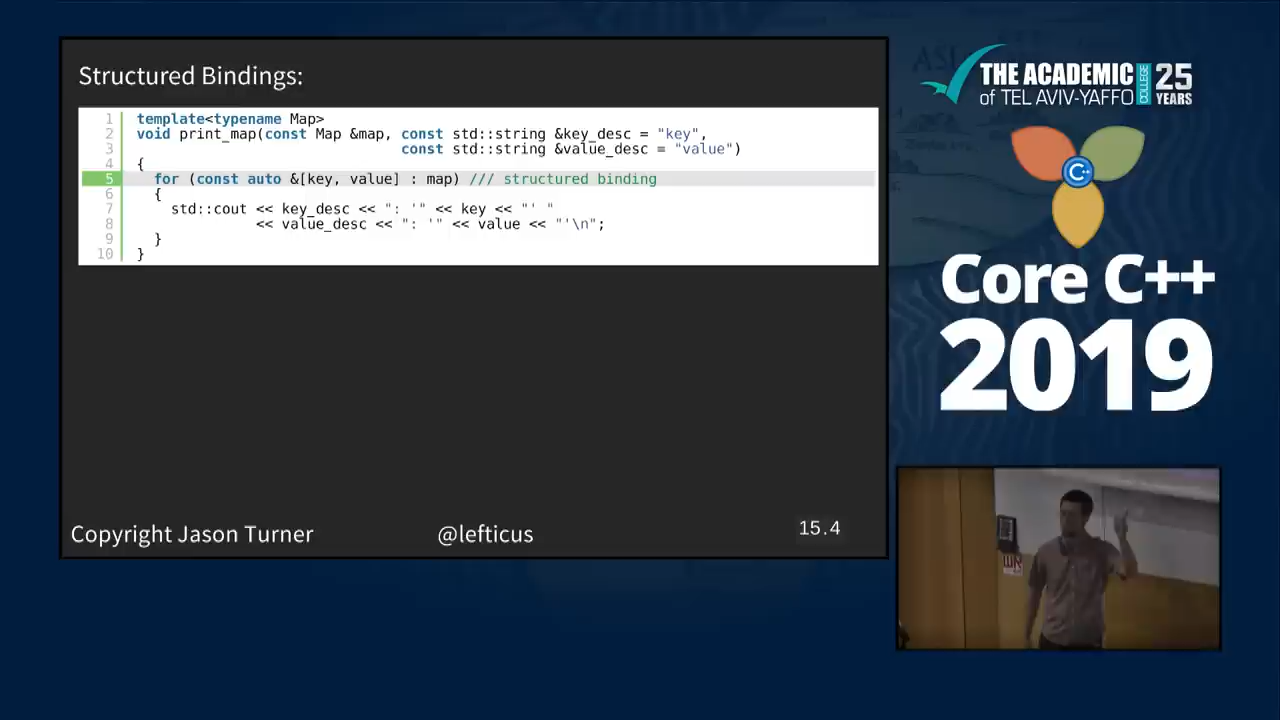 Structured Bindings:
1 template<typename Map>
2 void print_map(const Map &map, const std::string &key_desc = "key",
3 const std::string &value_desc = "value")
4 {
5 for (const auto &[key, value] : map) /// structured binding
6 {
7 std::cout << key_desc << ": '" << key << "' "
8 << value_desc << ": '" << value << "'\n";
9 }
10 }
Copyright Jason Turner
@lefticus
15.4
THE ACADEMIC
of TEL AVIV-YAFFO
COLLEGE
25
YEARS
C++
Core C++
2019